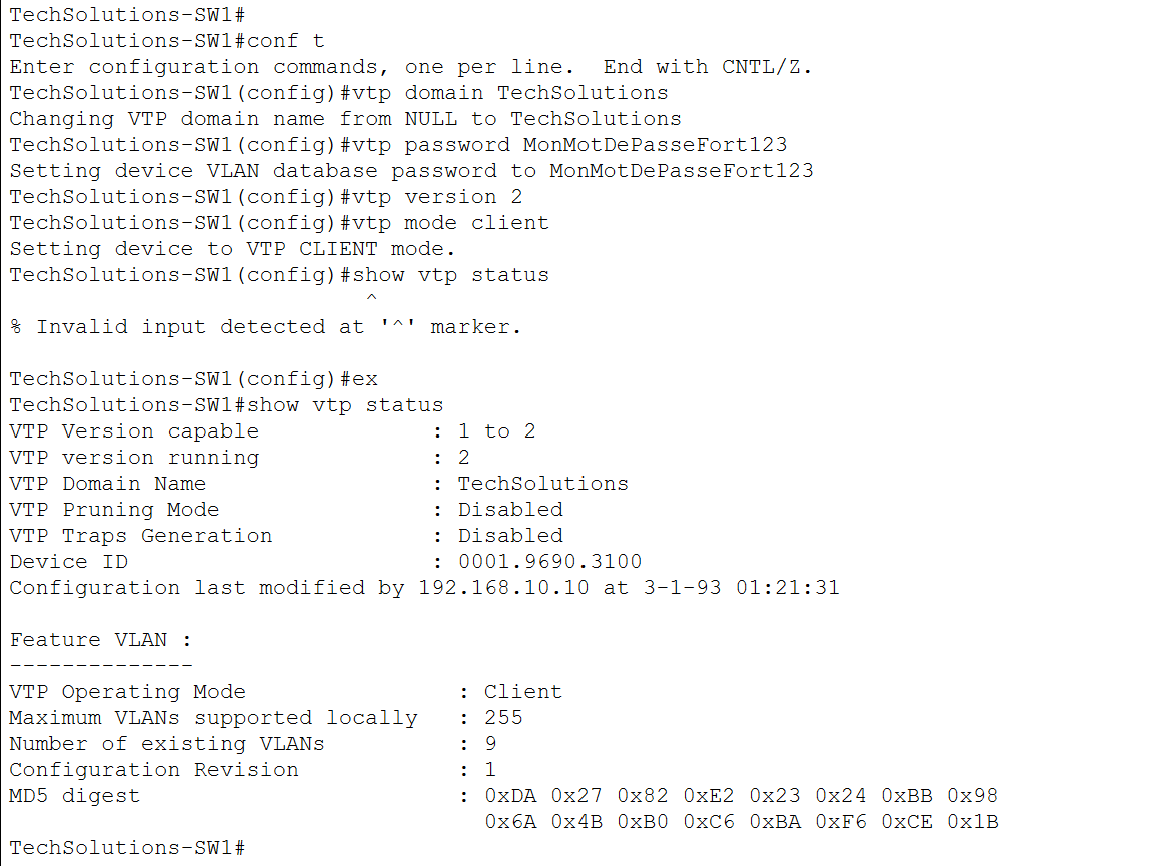 TechSolutions-SW1#
TechSolutions-SW1#conf t
Enter configuration commands, one per line.  End with CNTL/Z.
TechSolutions-SW1(config)#vtp domain TechSolutions
Changing VTP domain name from NULL to TechSolutions
TechSolutions-SW1(config)#vtp password MonMotDePasseFort123
Setting device VLAN database password to MonMotDePasseFort123
TechSolutions-SW1(config)#vtp version 2
TechSolutions-SW1(config)#vtp mode client
Setting device to VTP CLIENT mode.
TechSolutions-SW1(config)#show vtp status
                           ^
% Invalid input detected at '^' marker.

TechSolutions-SW1(config)#ex
TechSolutions-SW1#show vtp status
VTP Version capable             : 1 to 2
VTP version running             : 2
VTP Domain Name                 : TechSolutions
VTP Pruning Mode                : Disabled
VTP Traps Generation            : Disabled
Device ID                       : 0001.9690.3100
Configuration last modified by 192.168.10.10 at 3-1-93 01:21:31

Feature VLAN :
--------------
VTP Operating Mode                : Client
Maximum VLANs supported locally   : 255
Number of existing VLANs          : 9
Configuration Revision            : 1
MD5 digest                        : 0xDA 0x27 0x82 0xE2 0x23 0x24 0xBB 0x98
                                    0x6A 0x4B 0xB0 0xC6 0xBA 0xF6 0xCE 0x1B
TechSolutions-SW1#